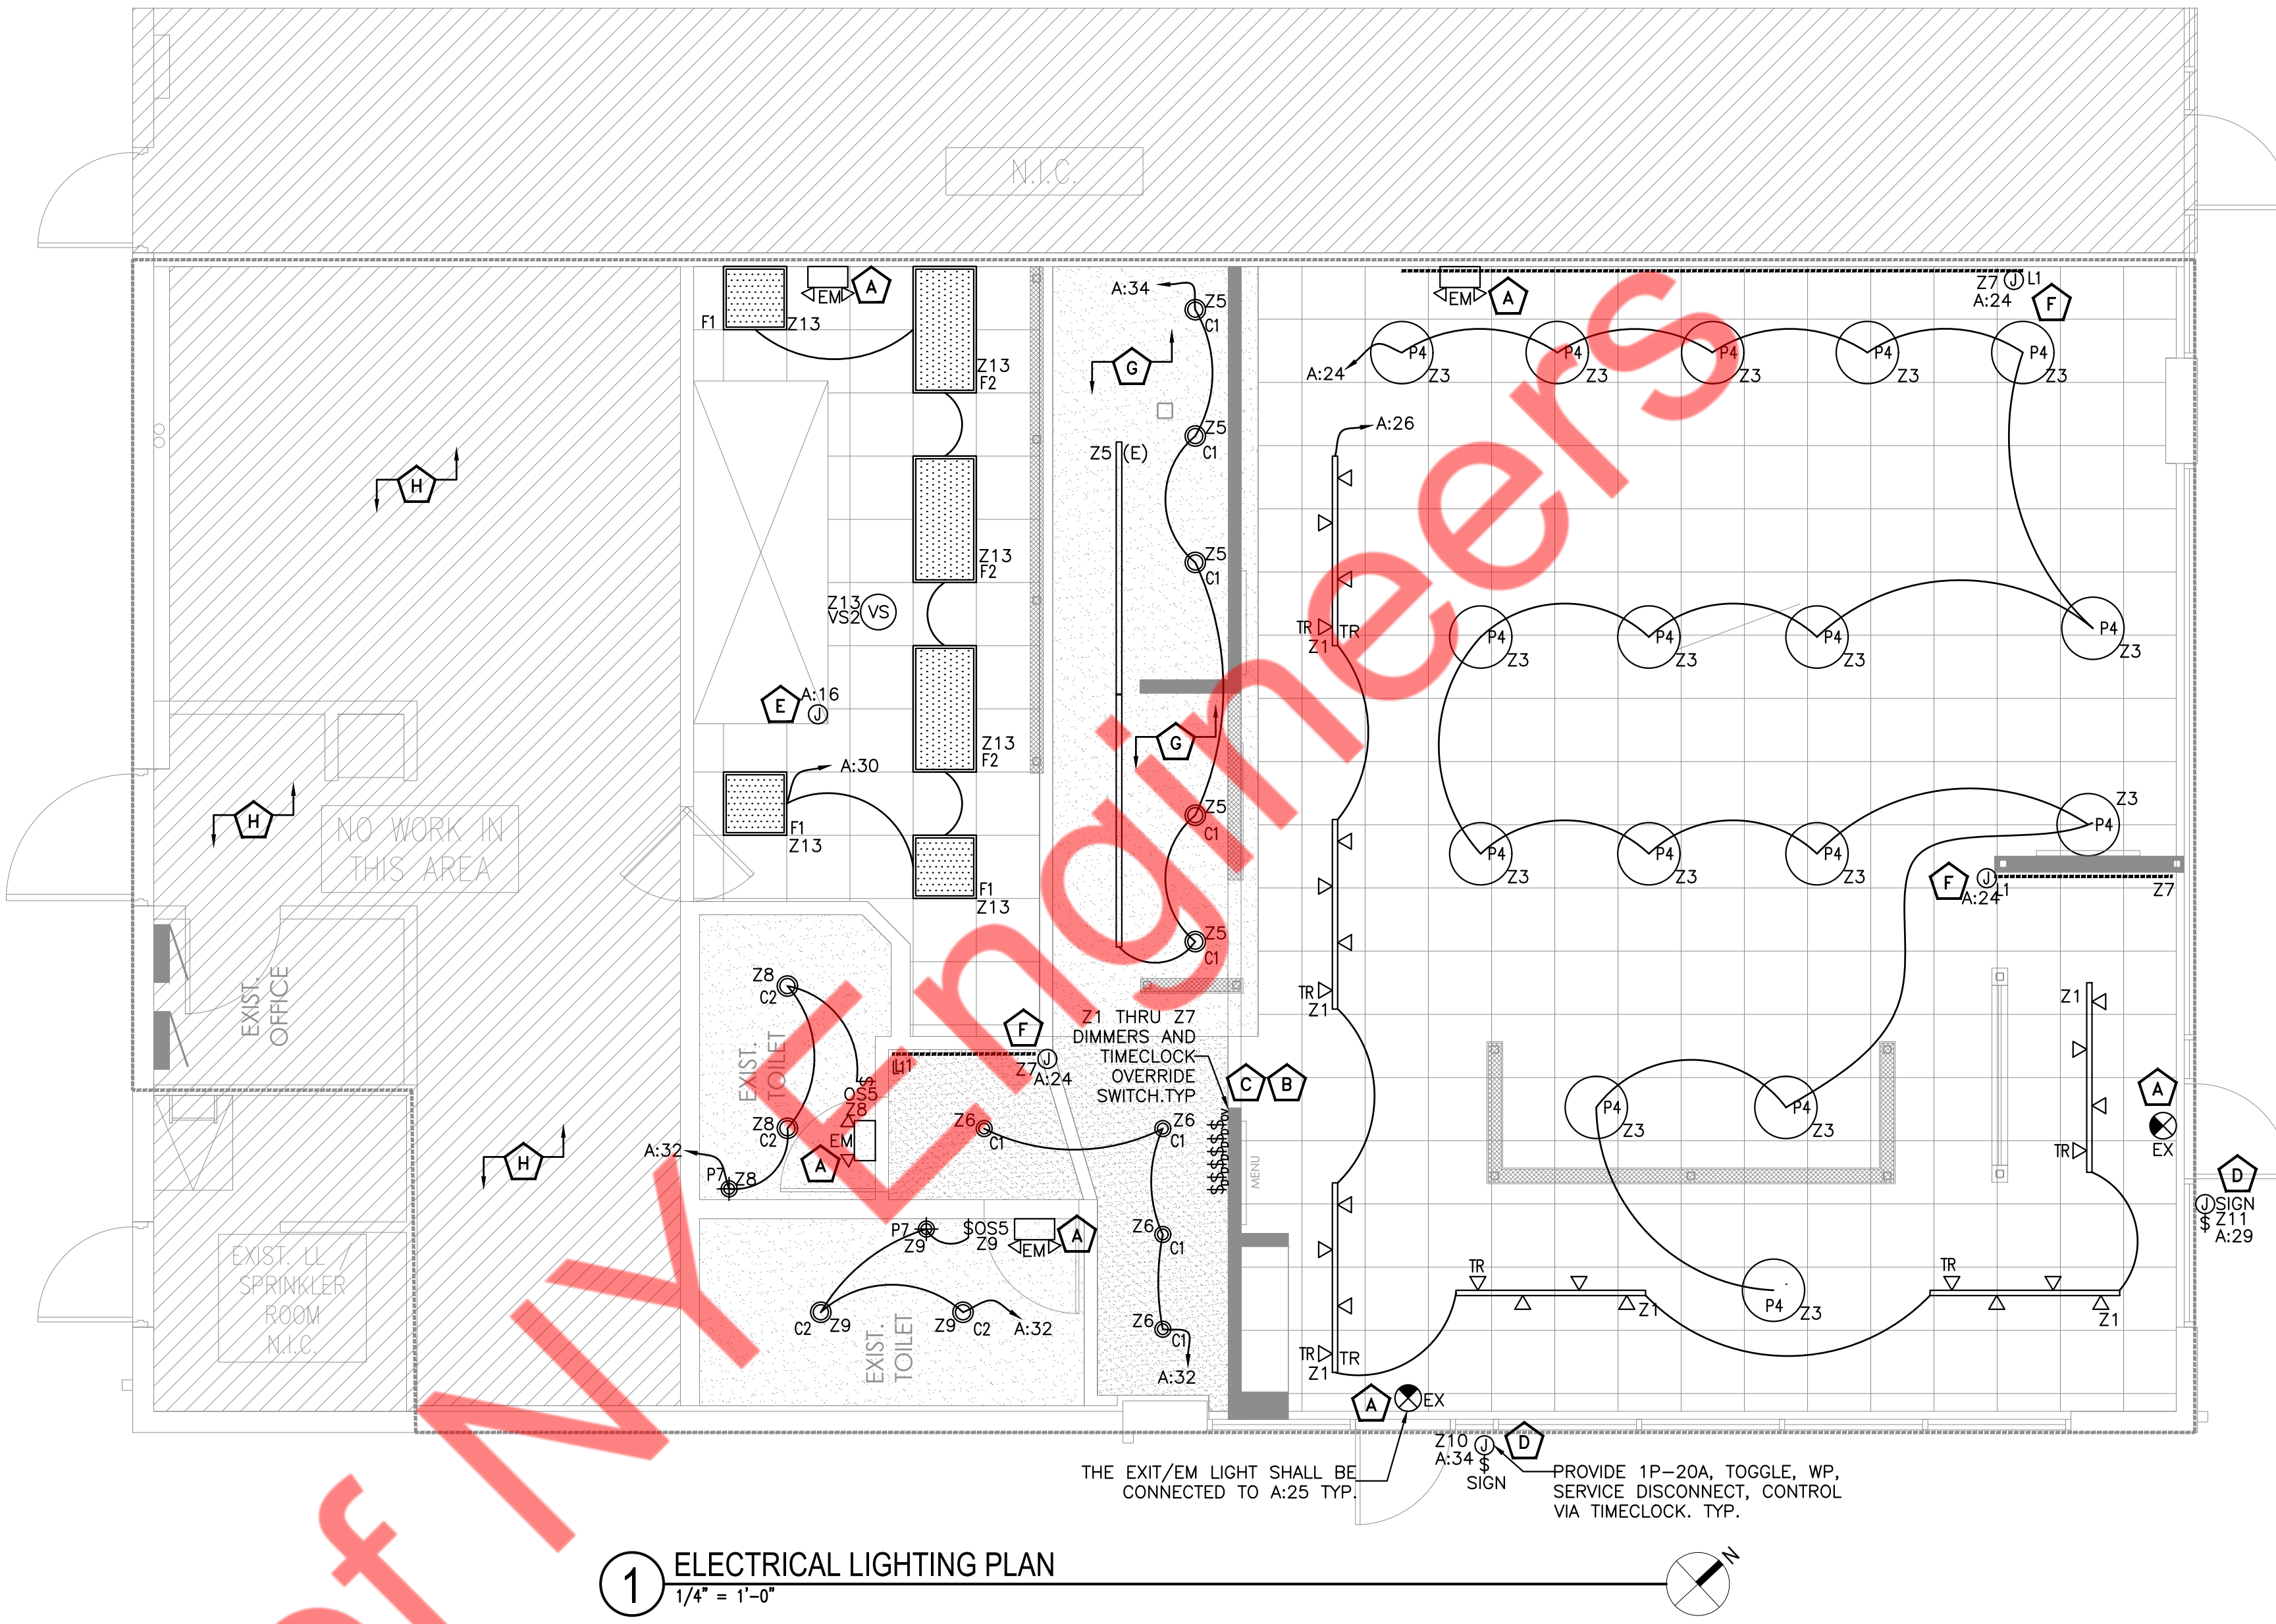 N.I.C.
F1
Z13
EM
A
Z13
F2
A:34
Z5
C1
G
EM
A
Z7
J
L1
A:24
F
P4
Z3
P4
Z3
P4
Z3
P4
Z3
P4
Z3
A:24
A:26
H
Z5
(E)
Z5
C1
Z13
F2
Z5
C1
Z13
VS2
VS
TR
TR
Z1
P4
Z3
P4
Z3
P4
Z3
P4
Z3
E
A:16
J
Z13
F2
G
A:30
F1
Z13
H
NO WORK IN
THIS AREA
Z5
C1
Z3
P4
P4
Z3
P4
Z3
P4
Z3
F
J
L1
A:24
Z7
F1
Z13
Z5
C1
EXIST.
OFFICE
Z8
C2
EXIST.
TOILET
F
L1
Z7
J
A:24
Z1 THRU Z7
DIMMERS AND
TIMECLOCK
OVERRIDE
SWITCH.TYP
C
B
TR
Z1
Z1
$
OS5
Z8
Z8
C2
EM
A
A:32
P7
Z8
Z6
C1
Z6
C1
$$$$$$
MENU
P4
Z3
P4
Z3
TR
A
EX
D
J
SIGN
$
Z11
A:29
H
P7
Z9
$OS5
Z9
EM
A
Z6
C1
EXIST. LL /
SPRINKLER
ROOM
N.I.C.
C2
Z9
Z9
C2
A:32
EXIST.
TOILET
Z6
C1
A:32
TR
TR
Z1
TR
Z1
P4
Z3
TR
Z1
A
EX
THE EXIT/EM LIGHT SHALL BE
CONNECTED TO A:25 TYP.
Z10
A:34
J
$
SIGN
D
PROVIDE 1P-20A, TOGGLE, WP,
SERVICE DISCONNECT, CONTROL
VIA TIMECLOCK. TYP.
1
ELECTRICAL LIGHTING PLAN
1/4" = 1'-0"
N
of NY Engineers